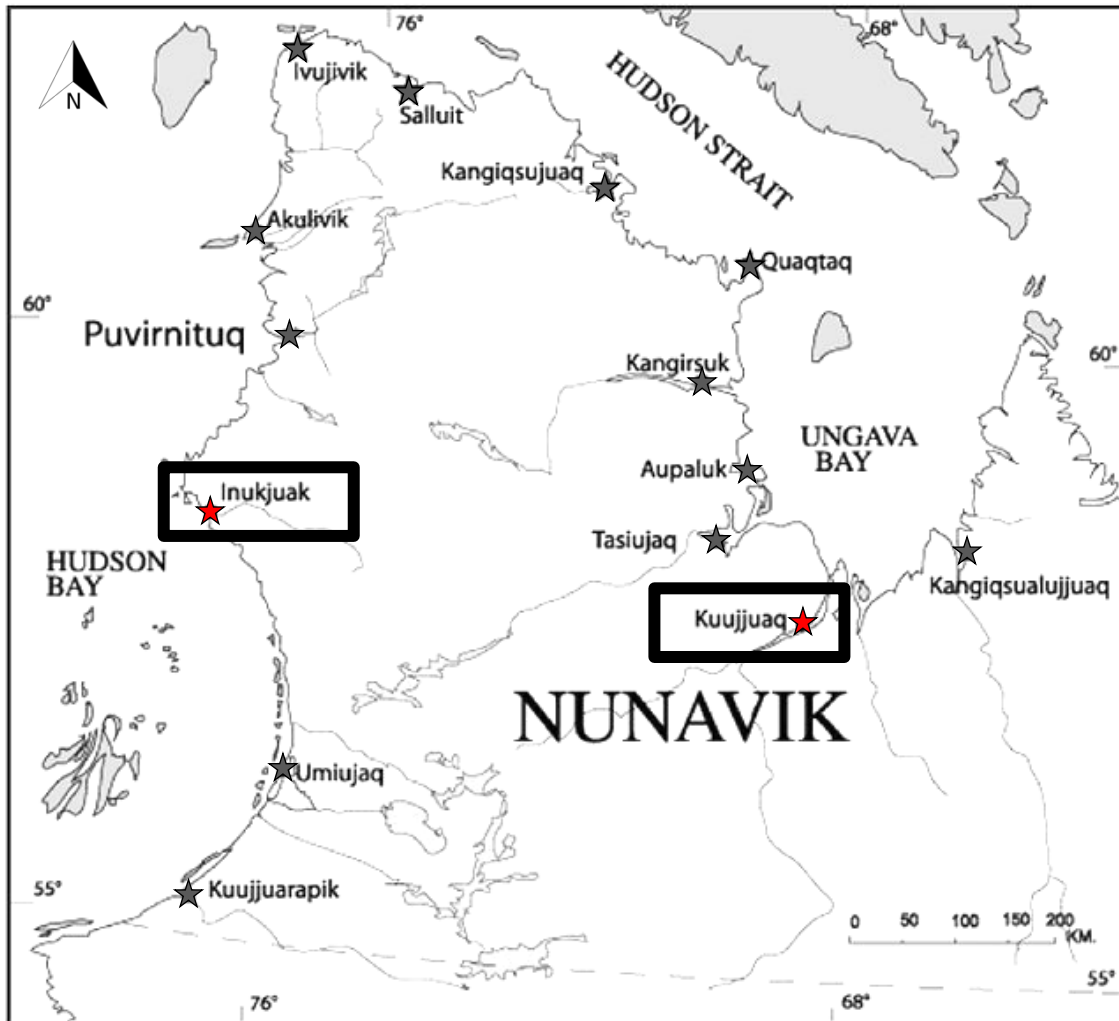 76°
68°
N
Ivujivik
HUDSON STRAIT
Salluit
Kangiqsujuaq
Akulivik
Quaqtaq
60°
Puvirnituq
60°
Kangirsuk
UNGAVA
BAY
Aupaluk
Inukjuak
Tasiujaq
HUDSON
BAY
Kangiqsualujjuaq
Kuujjuaq
NUNAVIK
Umiujaq
55°
Kuujjuarapik
0 50 100 150 200
KM.
55°
76°
68°